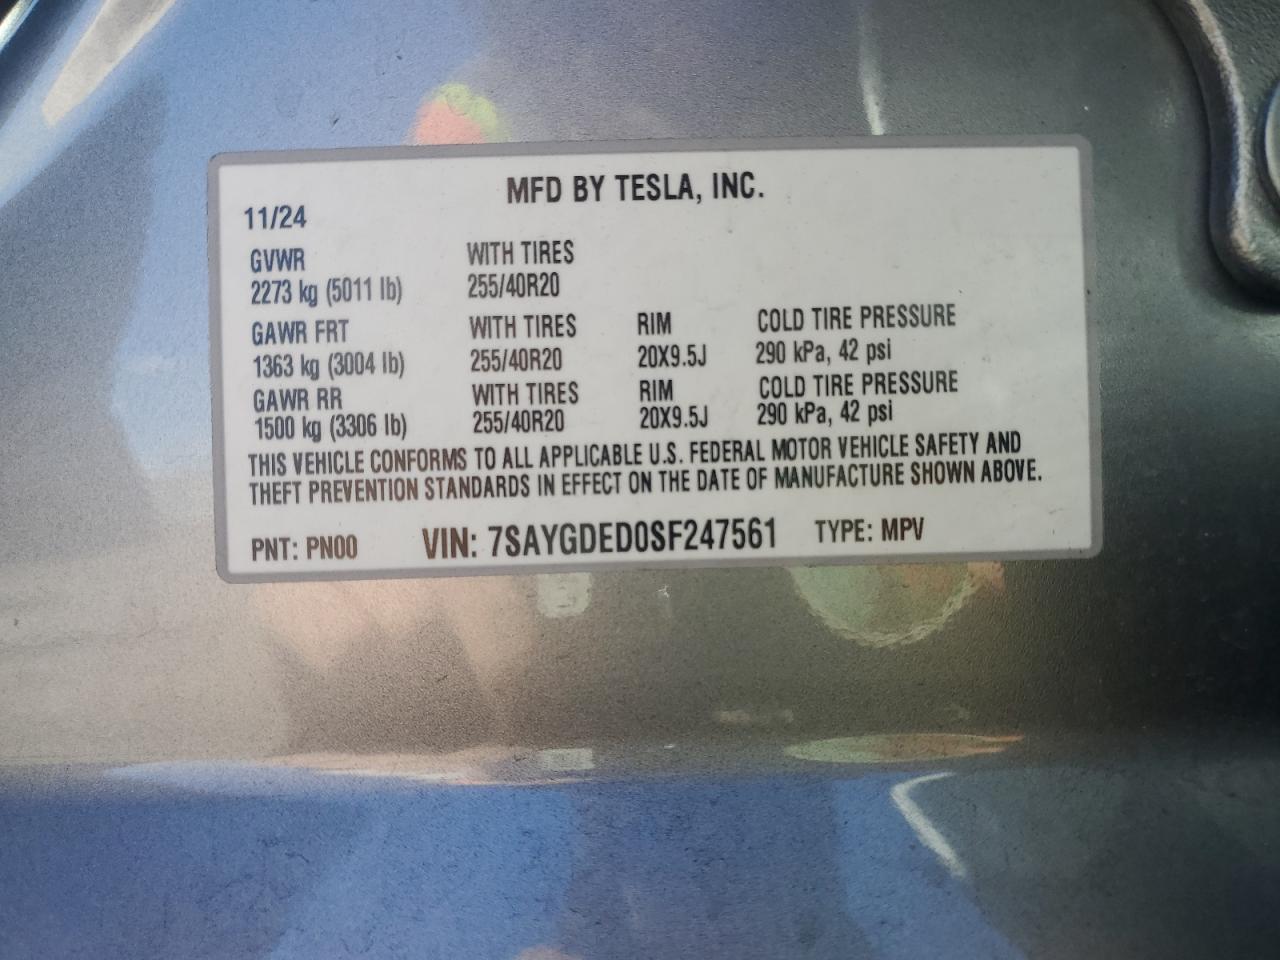 MFD BY TESLA, INC.
11/24
GVWR WITH TIRES
2273 kg (5011 lb) 255/40R20
GAWR FRT WITH TIRES RIM COLD TIRE PRESSURE
1363 kg (3004 lb) 255/40R20 20X9.5J 290 kPa, 42 psi
GAWR RR WITH TIRES RIM COLD TIRE PRESSURE
1500 kg (3306 lb) 255/40R20 20X9.5J 290 kPa, 42 psi
THIS VEHICLE CONFORMS TO ALL APPLICABLE U.S. FEDERAL MOTOR VEHICLE SAFETY AND
THEFT PREVENTION STANDARDS IN EFFECT ON THE DATE OF MANUFACTURE SHOWN ABOVE.
PNT: PN00 VIN: 7SAYGDED0SF247561 TYPE: MPV